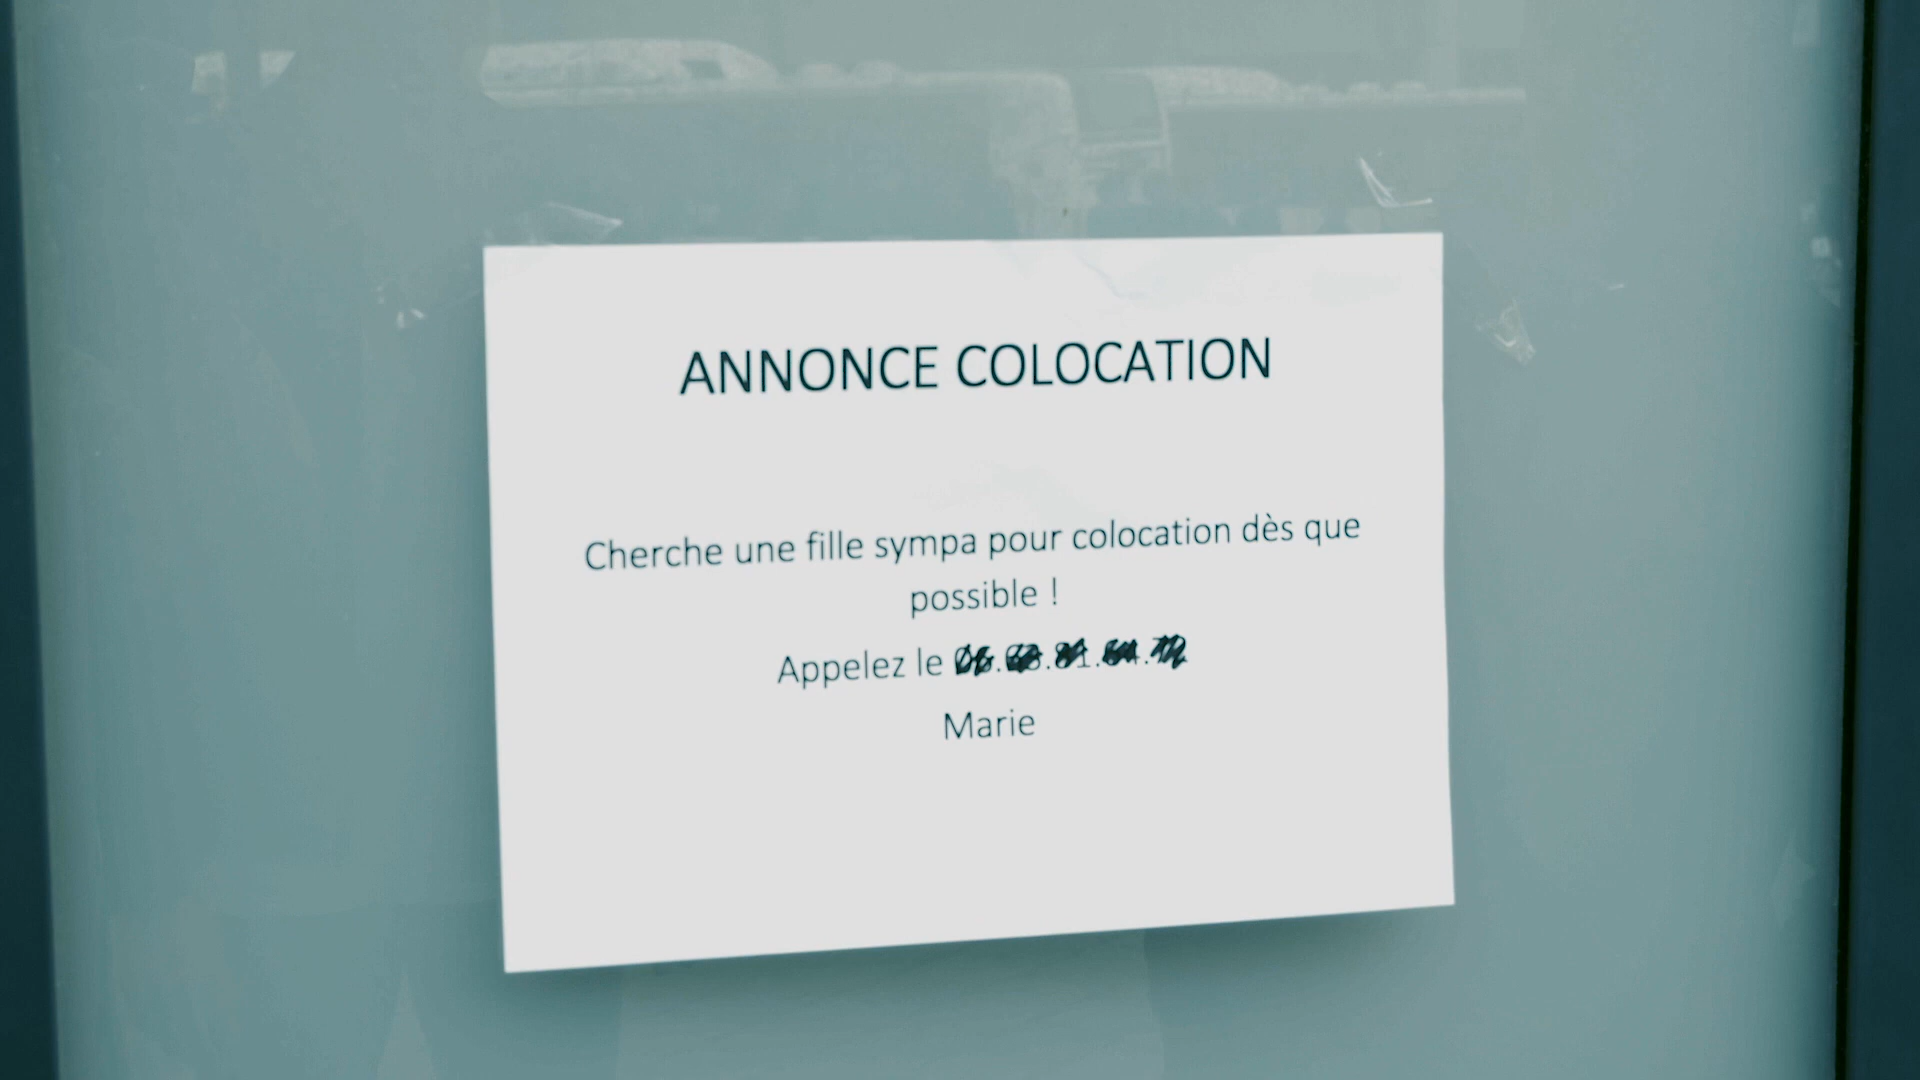 ANNONCE COLOCATION
Cherche une fille sympa pour colocation dès que
possible !
Appelez le
Marie